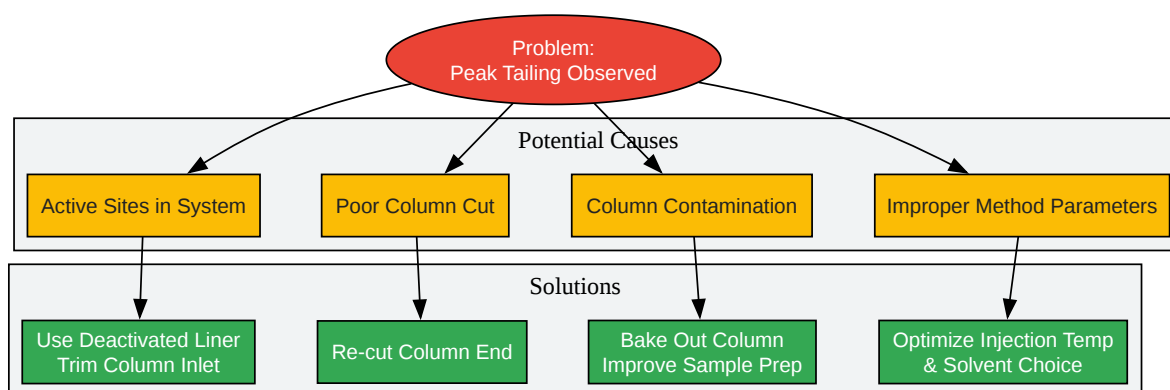 Problem:
Peak Tailing Observed
Potential Causes
Active Sites in System
Poor Column Cut
Column Contamination
Improper Method Parameters
Solutions
Use Deactivated Liner
Trim Column Inlet
Re-cut Column End
Bake Out Column
Improve Sample Prep
Optimize Injection Temp
& Solvent Choice